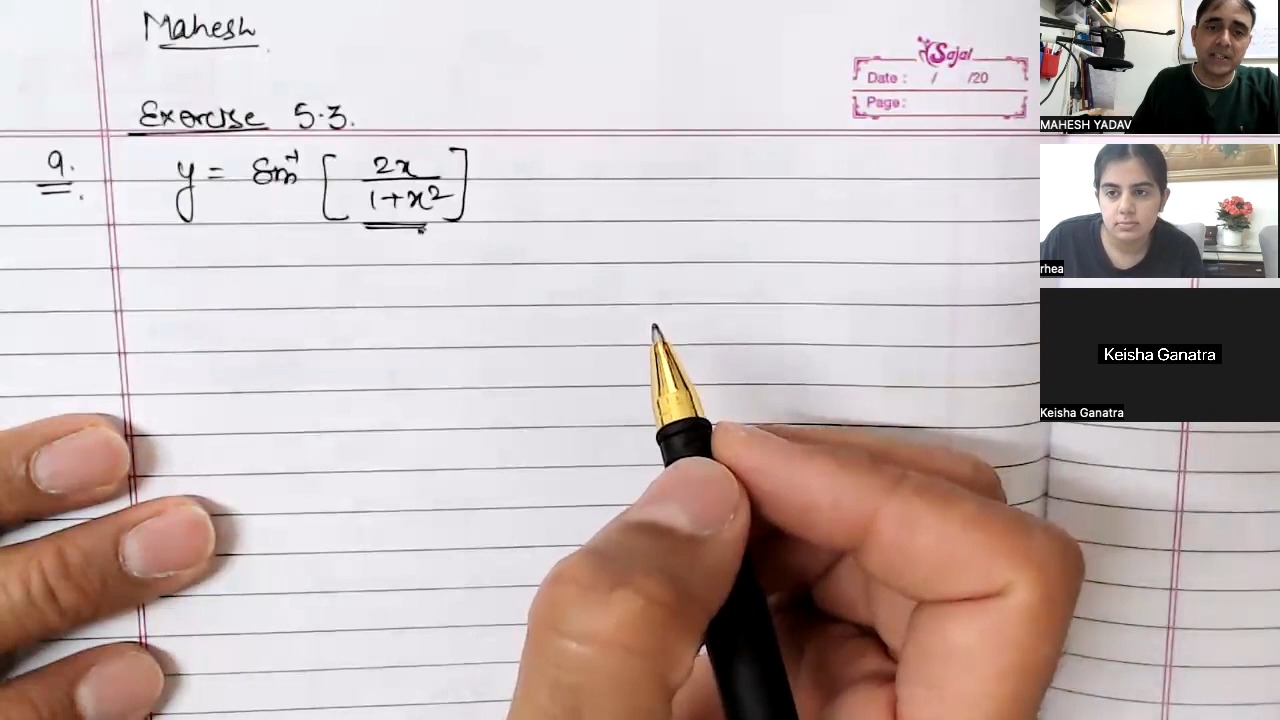 Mahesh
Sajal
Date : / /20
Page:
Exercise 5.3.
9. y = Sin⁻¹ [ 2x / 1+x² ]
MAHESH YADAV
rhea
Keisha Ganatra
Keisha Ganatra